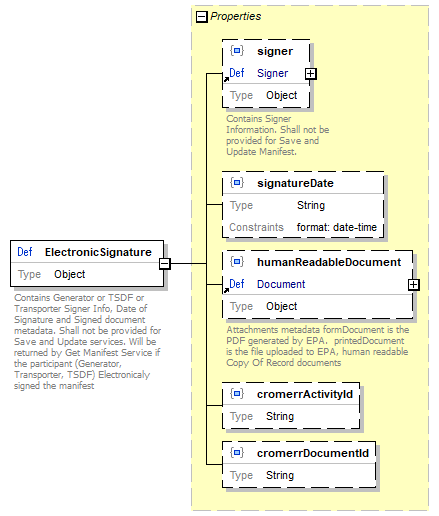 Properties
signer
Def Signer
Type Object
Contains Signer
Information. Shall not be
provided for Save and
Update Manifest.
signatureDate
Type String
Constraints format: date-time
Def ElectronicSignature
Type Object
Contains Generator or TSDF or
Transporter Signer Info, Date of
Signature and Signed document
metadata. Shall not be provided for
Save and Update services. Will be
returned by Get Manifest Service if
the participant (Generator,
Transporter, TSDF) Electronicaly
signed the manifest
humanReadableDocument
Def Document
Type Object
Attachments metadata formDocument is the
PDF generated by EPA. printedDocument
is the file uploaded to EPA, human readable
Copy Of Record documents
cromerrActivityId
Type String
cromerrDocumentId
Type String